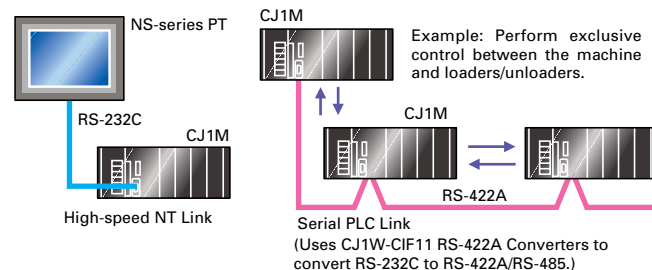 NS-series PT
RS-232C
CJ1M
High-speed NT Link
CJ1M
Example: Perform exclusive
control between the machine
and loaders/unloaders.
CJ1M
RS-422A
Serial PLC Link
(Uses CJ1W-CIF11 RS-422A Converters to
convert RS-232C to RS-422A/RS-485.)